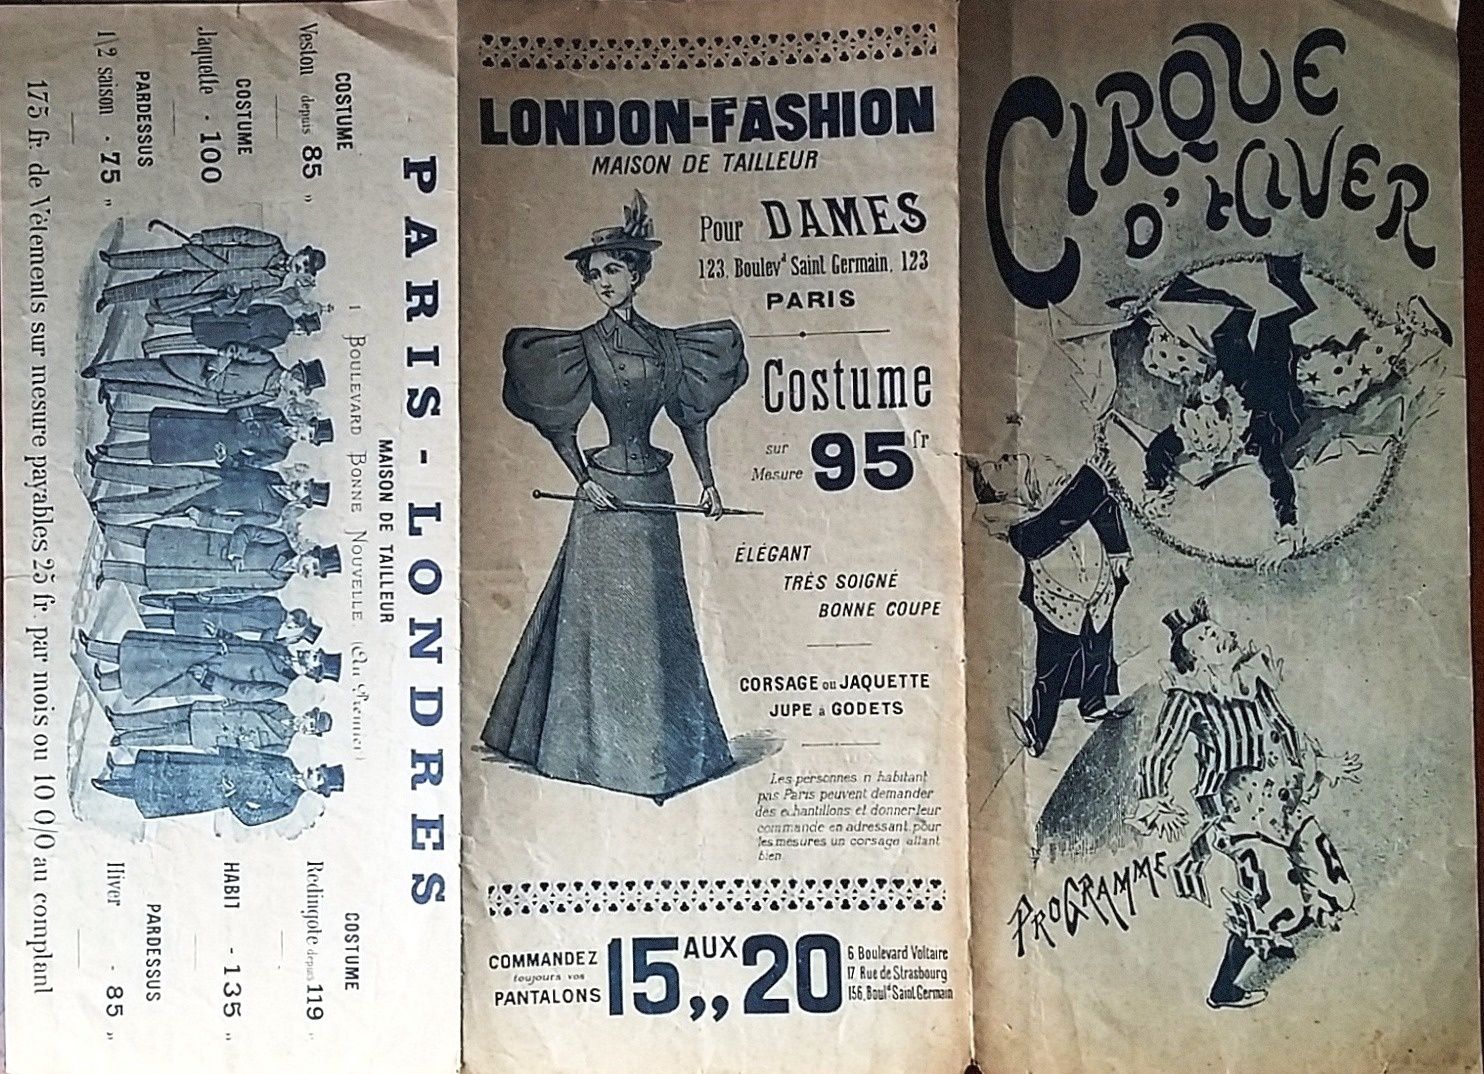 PARIS-LONDRES
MAISON DE TAILLEUR
1 BOULEVARD BONNE NOUVELLE. (Au Premier)
COSTUME
Veston depuis 85 "
COSTUME
Jaquette · 100
PARDESSUS
1/2 saison · 75 "
COSTUME
Redingote depuis 119 "
HABIT - 135 "
PARDESSUS
Hiver · 85 "
175 fr. de Vêtements sur mesure payables 25 fr. par mois ou 10 0/0 au comptant
LONDON-FASHION
MAISON DE TAILLEUR
Pour DAMES
123, Boulevd Saint Germain, 123
PARIS
Costume
sur
Mesure 95 fr
ÉLÉGANT
TRÈS SOIGNÉ
BONNE COUPE
CORSAGE ou JAQUETTE
JUPE à GODETS
Les personnes n habitant
pas Paris peuvent demander
des echantillons et donner leur
commande en adressant pour
les mesures un corsage allant
bien
COMMANDEZ
toujours vos
PANTALONS
15 AUX 20
6 Boulevard Voltaire
17, Rue de Strasbourg
156, Bould Saint Germain
CIRQUE
D'HIVER
PROGRAMME